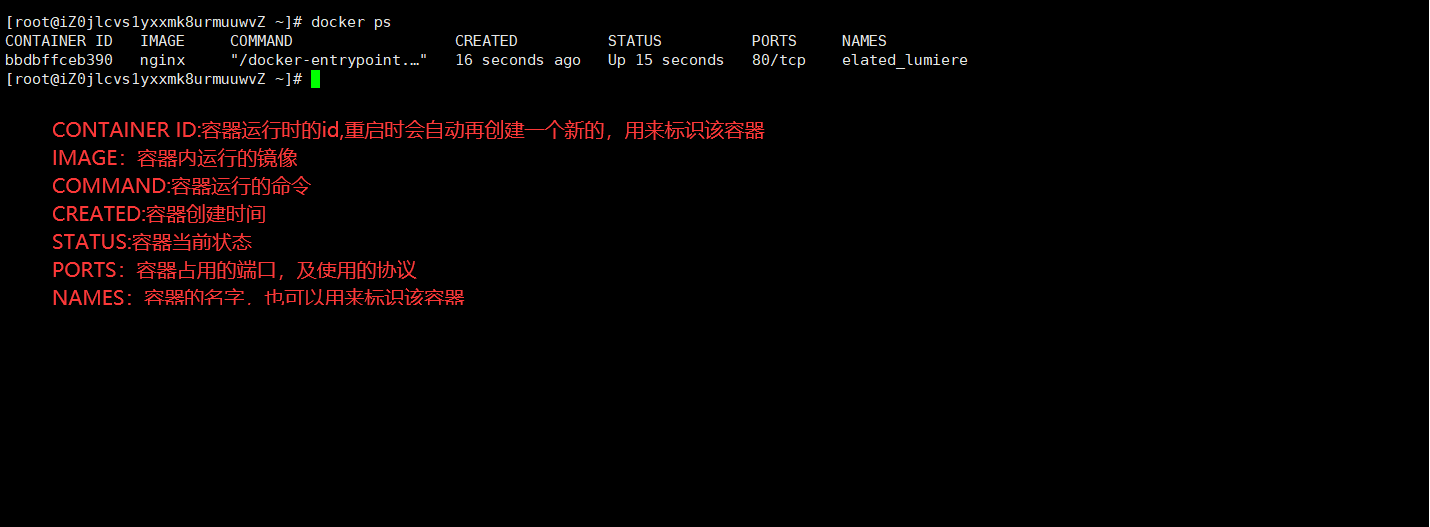 [root@iZ0jlcvs1yxxmk8urmuuwvZ ~]# docker ps
CONTAINER ID   IMAGE     COMMAND                  CREATED          STATUS          PORTS     NAMES
bbdbffceb390   nginx     "/docker-entrypoint.…"   16 seconds ago   Up 15 seconds   80/tcp    elated_lumiere
[root@iZ0jlcvs1yxxmk8urmuuwvZ ~]#
CONTAINER ID:容器运行时的id,重启时会自动再创建一个新的，用来标识该容器
IMAGE：容器内运行的镜像
COMMAND:容器运行的命令
CREATED:容器创建时间
STATUS:容器当前状态
PORTS：容器占用的端口，及使用的协议
NAMES：容器的名字，也可以用来标识该容器